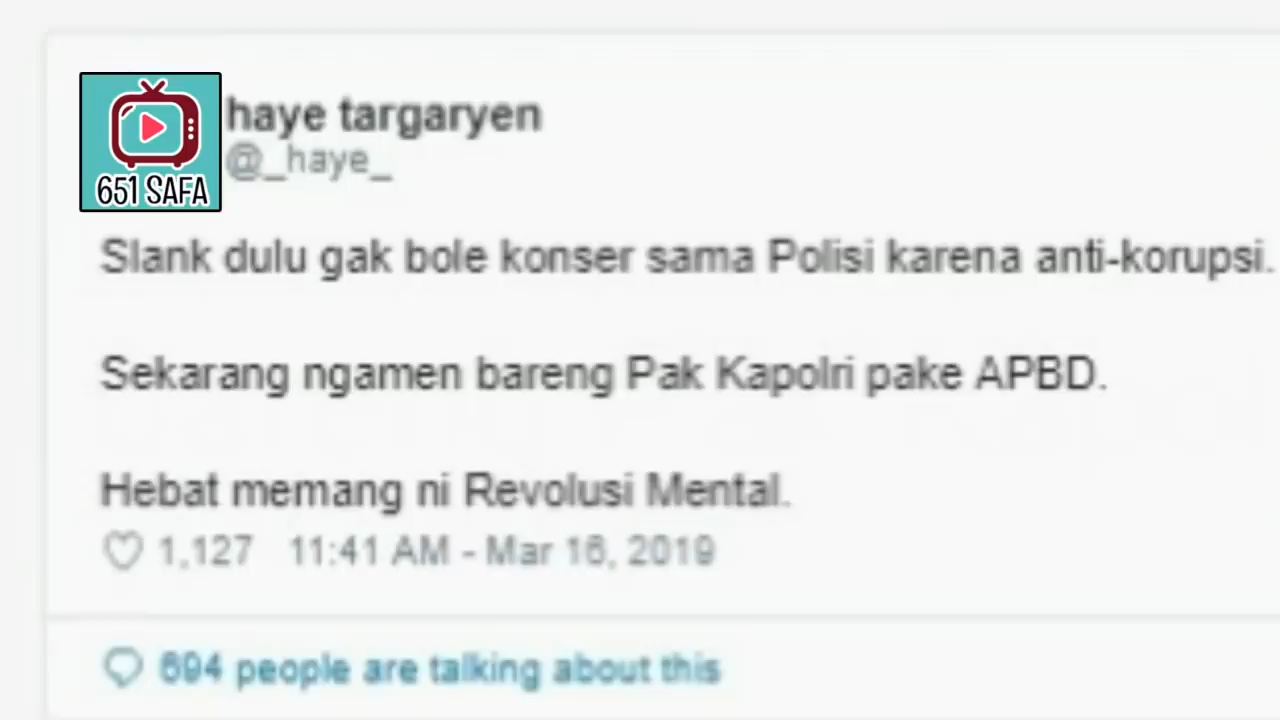 651 SAFA
haye targaryen
@_haye_
Slank dulu gak bole konser sama Polisi karena anti-korupsi.
Sekarang ngamen bareng Pak Kapolri pake APBD.
Hebat memang ni Revolusi Mental.
1,127 11:41 AM - Mar 16, 2019
694 people are talking about this